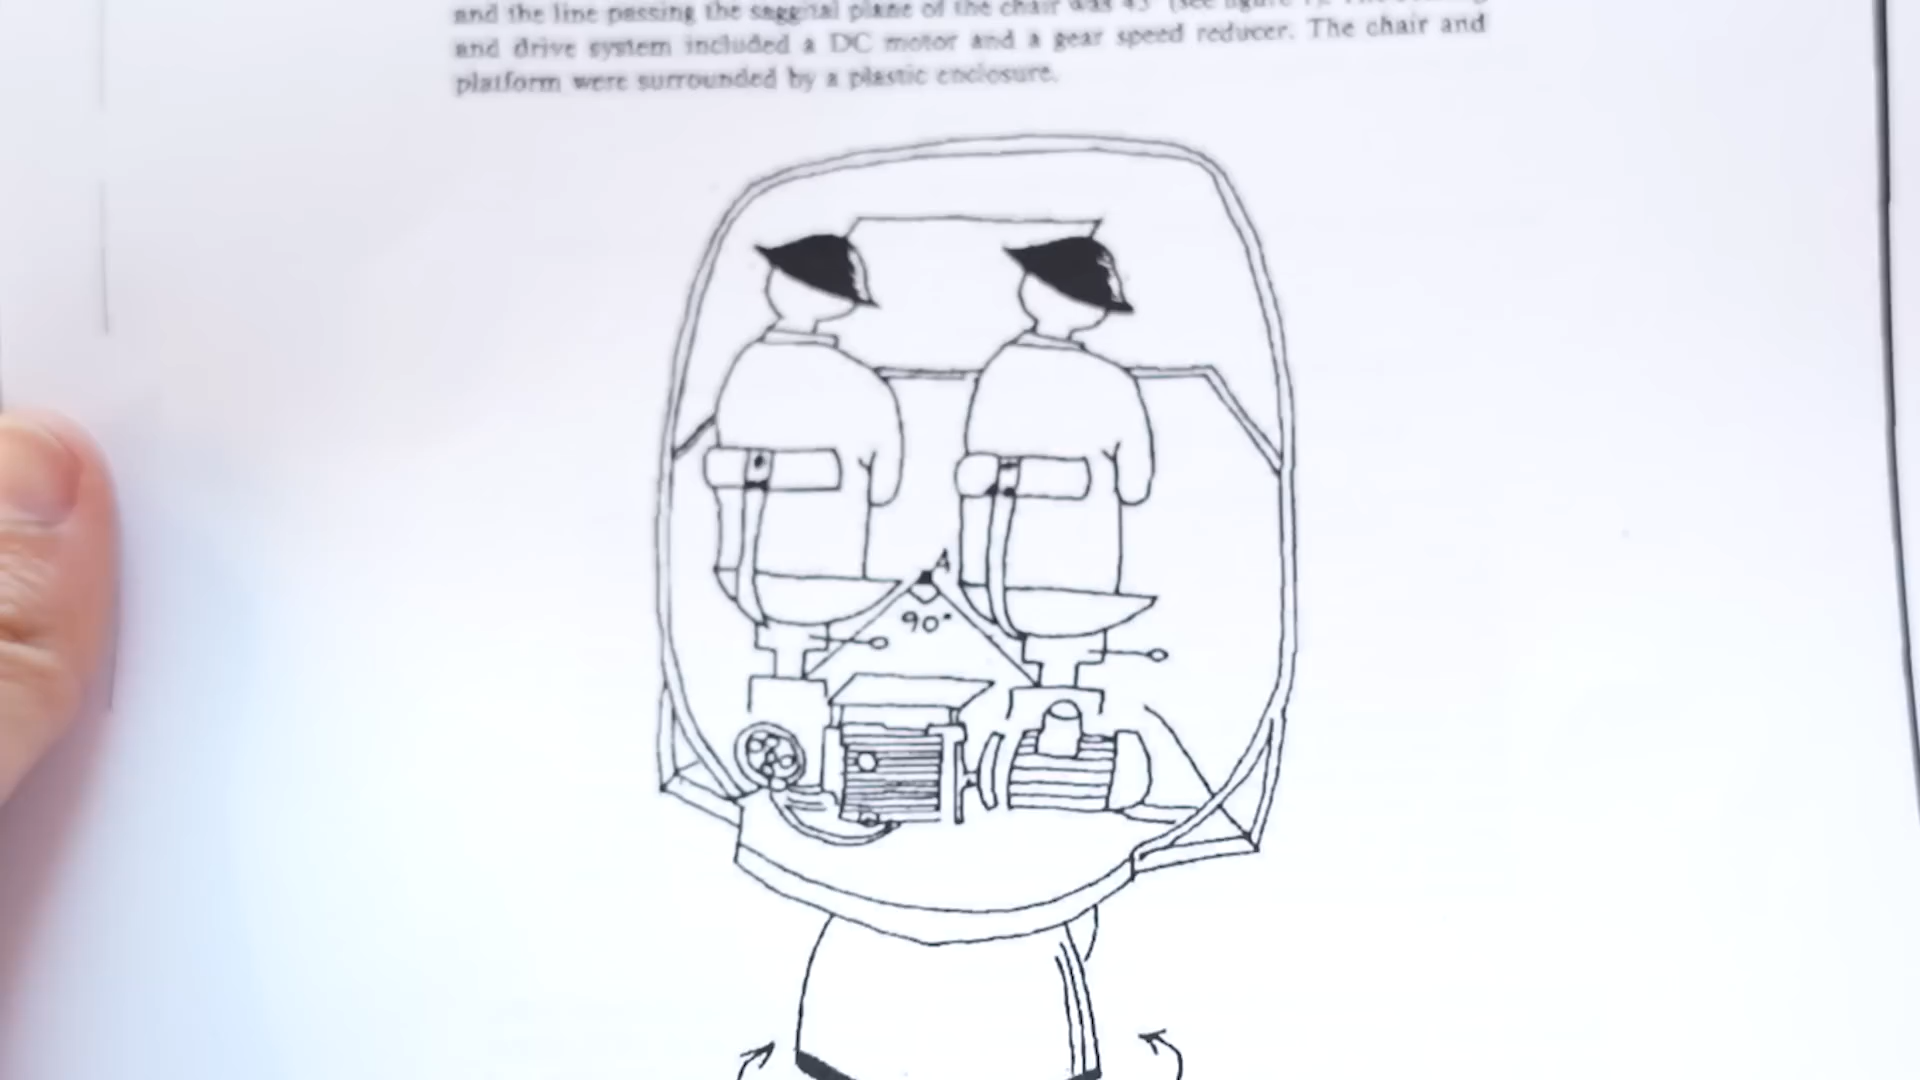 and the line passing the saggital plane of the chair was 45° (see figure 1). The
and drive system included a DC motor and a gear speed reducer. The chair and
platform were surrounded by a plastic enclosure.
A
90°